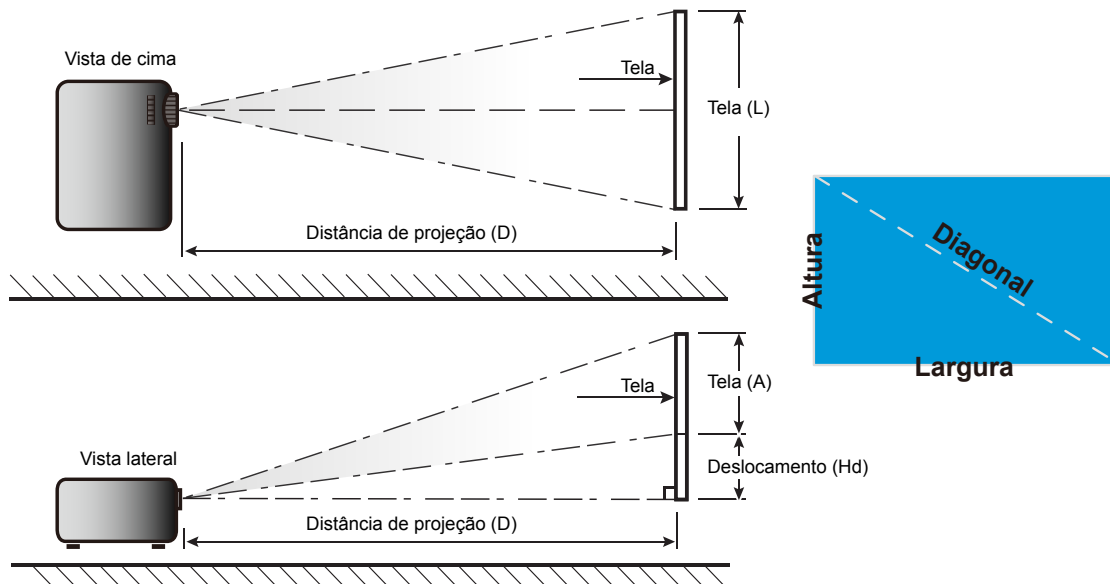 Vista de cima
Tela
Tela (L)
Distância de projeção (D)
Altura
Diagonal
Largura
Tela
Tela (A)
Vista lateral
Deslocamento (Hd)
Distância de projeção (D)